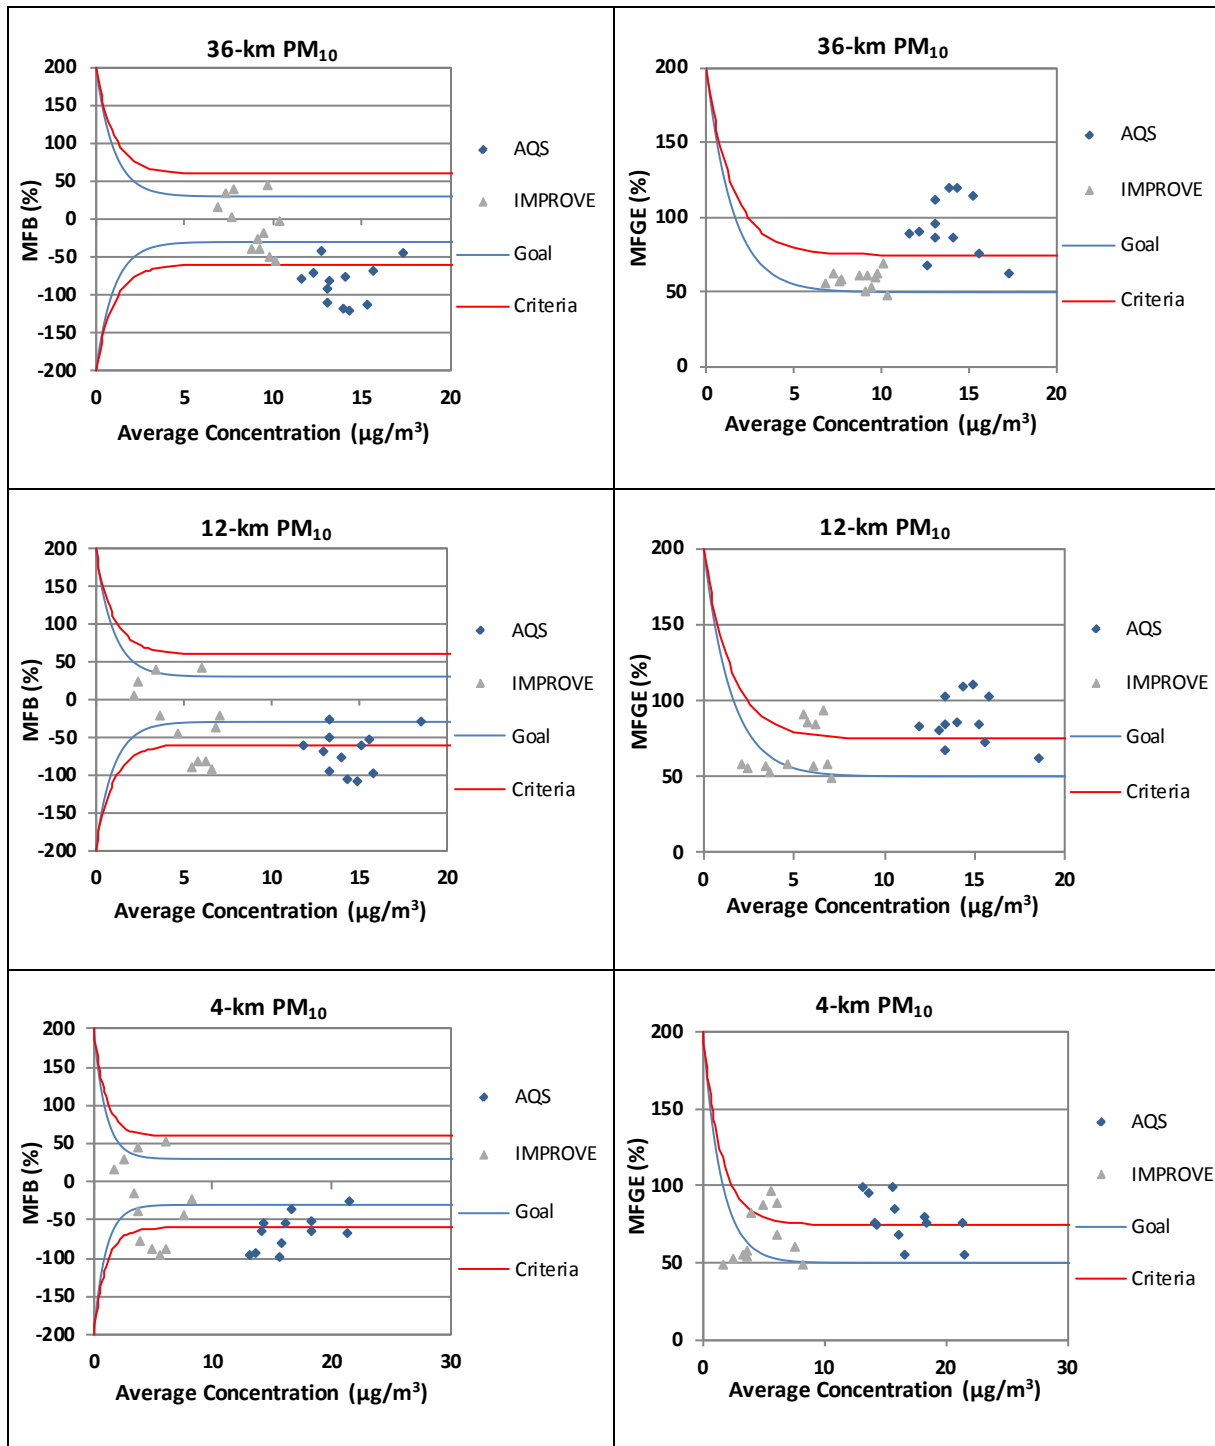 36-km PM₁₀
200
150
100
50
0
-50
-100
-150
-200
MFB (%)
0 5 10 15 20
Average Concentration (µg/m³)
AQS
IMPROVE
Goal
Criteria
36-km PM₁₀
200
150
100
50
0
MFGE (%)
0 5 10 15 20
Average Concentration (µg/m³)
AQS
IMPROVE
Goal
Criteria
12-km PM₁₀
200
150
100
50
0
-50
-100
-150
-200
MFB (%)
0 5 10 15 20
Average Concentration (µg/m³)
AQS
IMPROVE
Goal
Criteria
12-km PM₁₀
200
150
100
50
0
MFGE (%)
0 5 10 15 20
Average Concentration (µg/m³)
AQS
IMPROVE
Goal
Criteria
4-km PM₁₀
200
150
100
50
0
-50
-100
-150
-200
MFB (%)
0 10 20 30
Average Concentration (µg/m³)
AQS
IMPROVE
Goal
Criteria
4-km PM₁₀
200
150
100
50
0
MFGE (%)
0 10 20 30
Average Concentration (µg/m³)
AQS
IMPROVE
Goal
Criteria